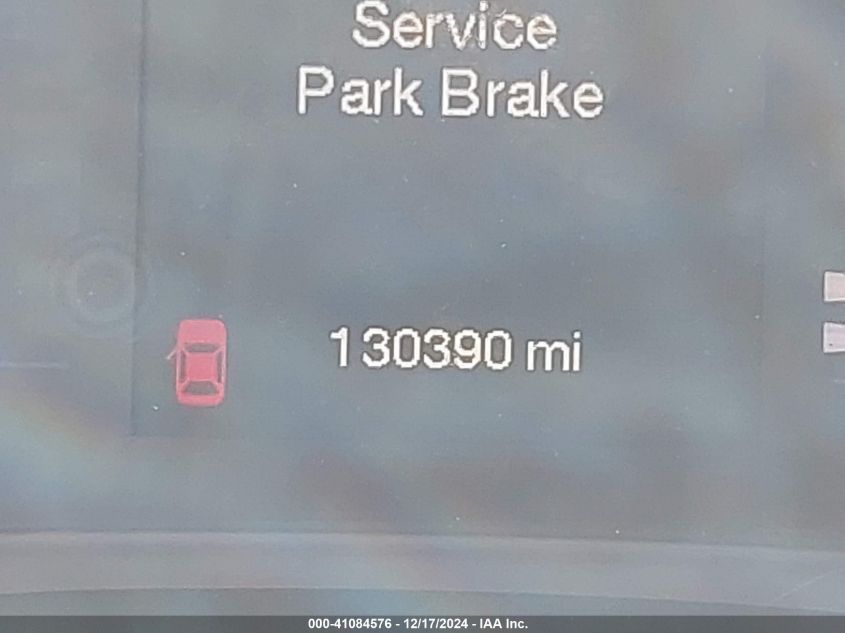 Service
Park Brake
130390 mi
000-41084576 - 12/17/2024 - IAA Inc.